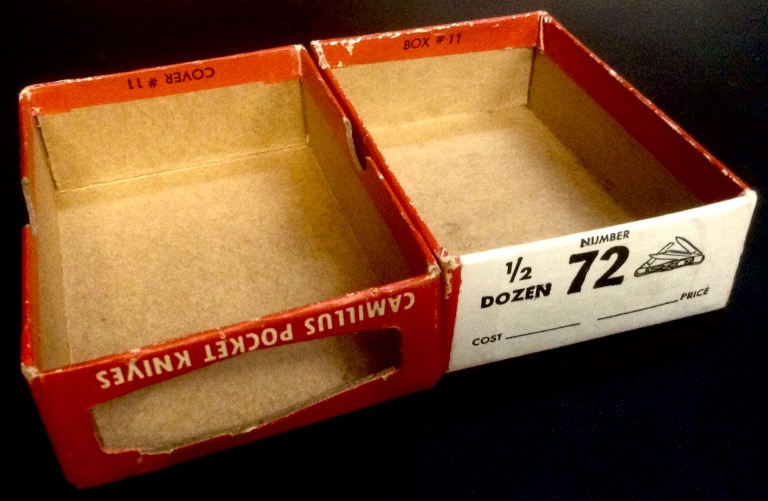 COVER # 11
BOX # 11
CAMILLUS POCKET KNIVES
1/2 DOZEN
NUMBER 72
COST
PRICE